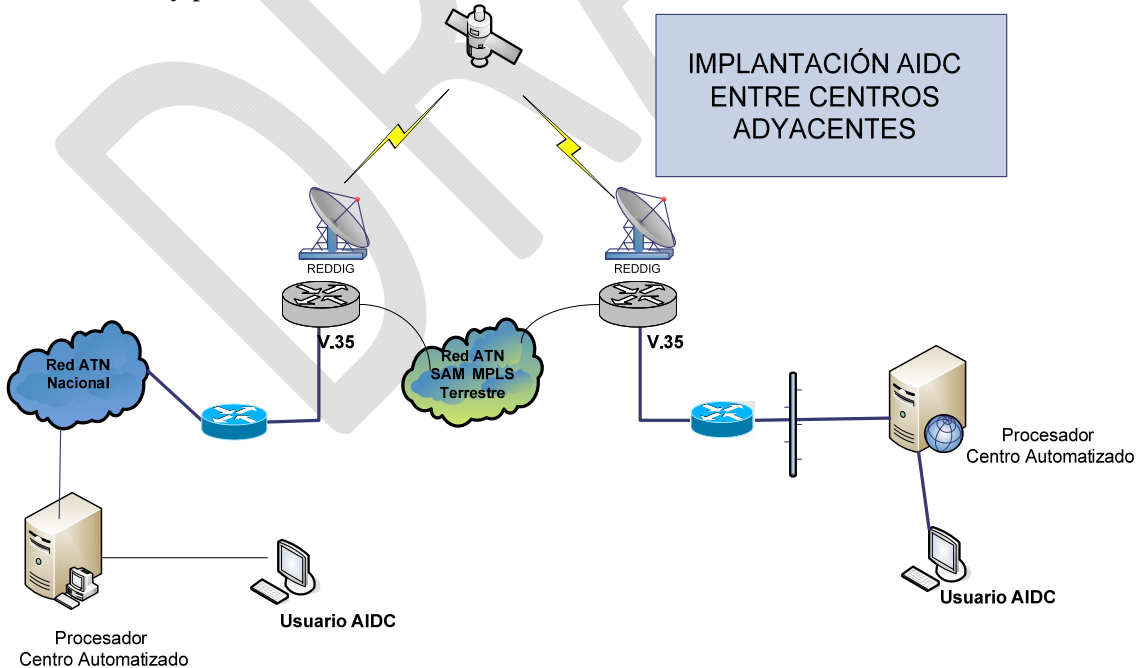 IMPLANTACIÓN AIDC
ENTRE CENTROS
ADYACENTES
REDDIG
REDDIG
V.35
V.35
Red ATN
Nacional
Red ATN
SAM MPLS
Terrestre
Procesador
Centro Automatizado
Usuario AIDC
Usuario AIDC
Procesador
Centro Automatizado